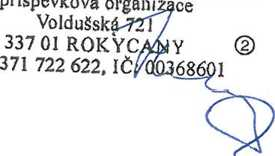 příspěvková organizace
Voldušská 721
337 01 ROKYCANY ②
371 722 622, IČ: 00368601